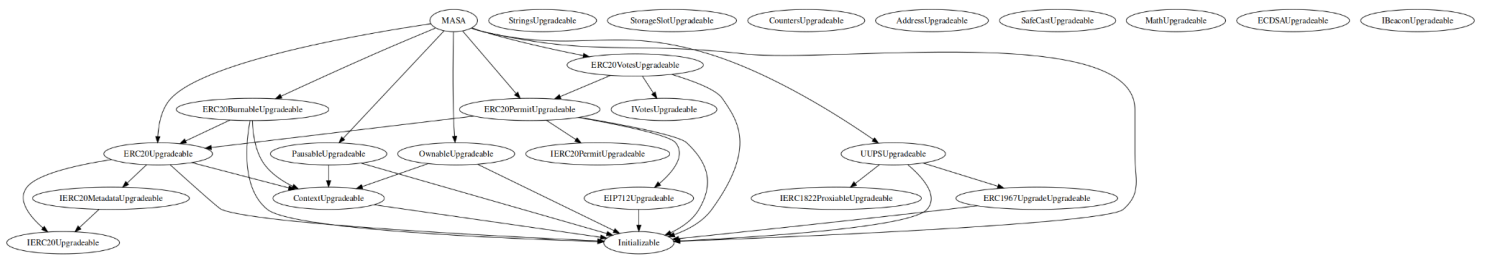 MASA
StringsUpgradeable
StorageSlotUpgradeable
CountersUpgradeable
AddressUpgradeable
SafeCastUpgradeable
MathUpgradeable
ECDSAUpgradeable
IBeaconUpgradeable
ERC20VotesUpgradeable
ERC20BurnableUpgradeable
ERC20PermitUpgradeable
IVotesUpgradeable
ERC20Upgradeable
PausableUpgradeable
OwnableUpgradeable
IERC20PermitUpgradeable
UUPSUpgradeable
IERC20MetadataUpgradeable
ContextUpgradeable
EIP712Upgradeable
IERC1822ProxiableUpgradeable
ERC1967UpgradeUpgradeable
IERC20Upgradeable
Initializable